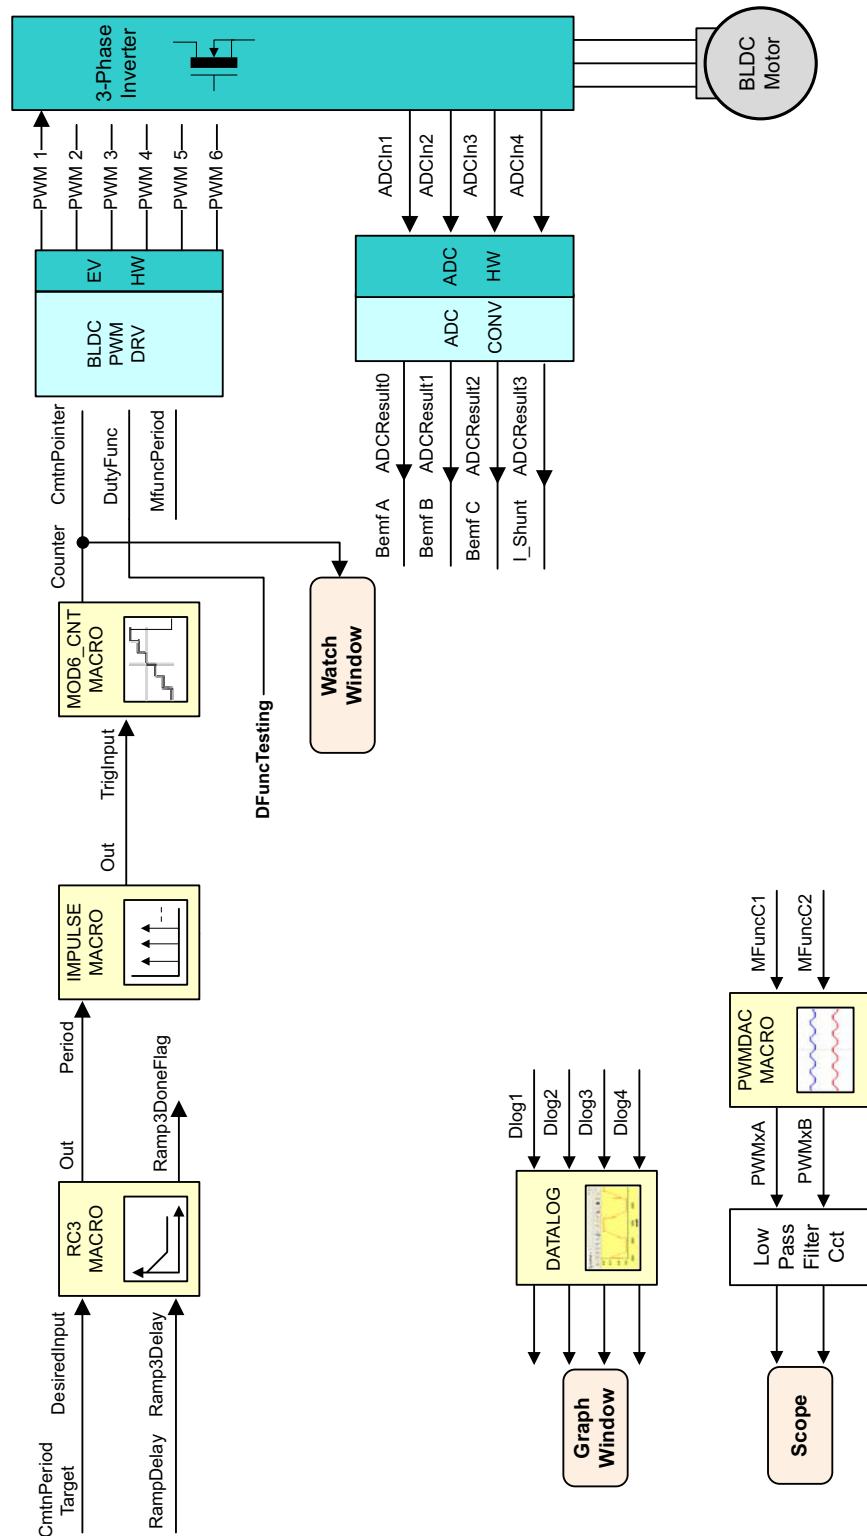 CmtnPeriod
Target
DesiredInput
RampDelay
Ramp3Delay
RC3
MACRO
Out
Period
Ramp3DoneFlag
IMPULSE
MACRO
Out
TrigInput
MOD6_CNT
MACRO
Counter
CmtnPointer
DutyFunc
MfuncPeriod
DFuncTesting
Watch
Window
BLDC
PWM
DRV
EV
HW
PWM 1
PWM 2
PWM 3
PWM 4
PWM 5
PWM 6
3-Phase
Inverter
Bemf A
ADCResult0
Bemf B
ADCResult1
Bemf C
ADCResult2
I_Shunt
ADCResult3
ADC
CONV
ADC
HW
ADCIn1
ADCIn2
ADCIn3
ADCIn4
BLDC
Motor
Graph
Window
DATALOG
Dlog1
Dlog2
Dlog3
Dlog4
Scope
Low
Pass
Filter
Cct
PWMxA
PWMxB
PWMDAC
MACRO
MFuncC1
MFuncC2